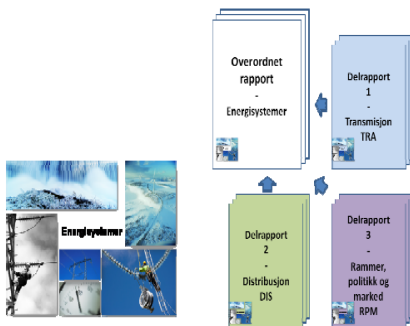 Overordnet
rapport
-
Energisystemer
Delrapport
1
-
Transmisjon
TRA
Energisystemer
Delrapport
2
-
Distribusjon
DIS
Delrapport
3
-
Rammer,
politikk og
marked
RPM